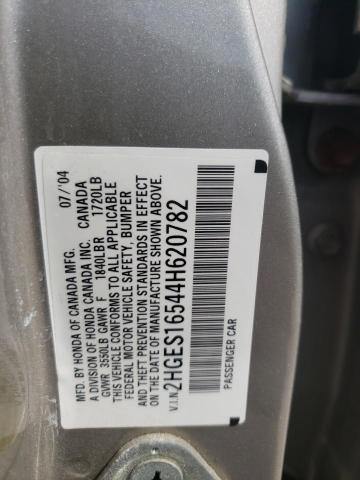 MFD. BY HONDA OF CANADA MFG. 07/'04
A DIVISION OF HONDA CANADA INC. CANADA
GVWR 3550LB GAWR F 1840LBR 1720LB
THIS VEHICLE CONFORMS TO ALL APPLICABLE
FEDERAL MOTOR VEHICLE SAFETY, BUMPER
AND THEFT PREVENTION STANDARDS IN EFFECT
ON THE DATE OF MANUFACTURE SHOWN ABOVE
V.I.N. 2HGES16544H620782
PASSENGER CAR